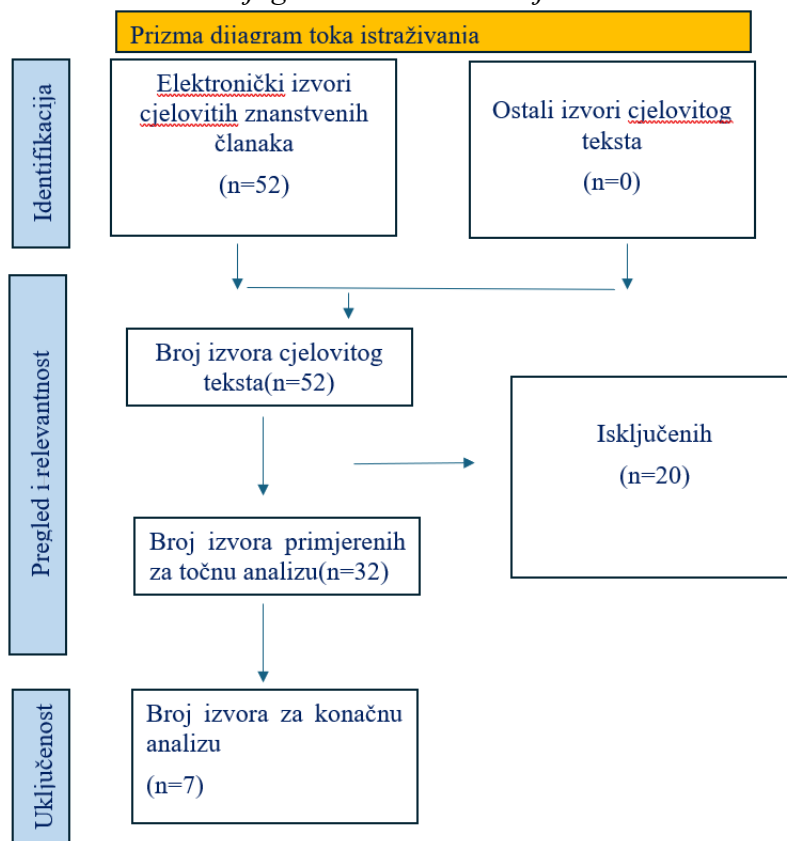 Prizma dijagram toka istraživanja
Identifikacija
Elektronički izvori
cjelovitih znanstvenih
članaka
(n=52)
Ostali izvori cjelovitog
teksta
(n=0)
Pregled i relevantnost
Broj izvora cjelovitog
teksta(n=52)
Isključenih
(n=20)
Broj izvora primjerenih
za točnu analizu(n=32)
Uključenost
Broj izvora za konačnu
analizu
(n=7)